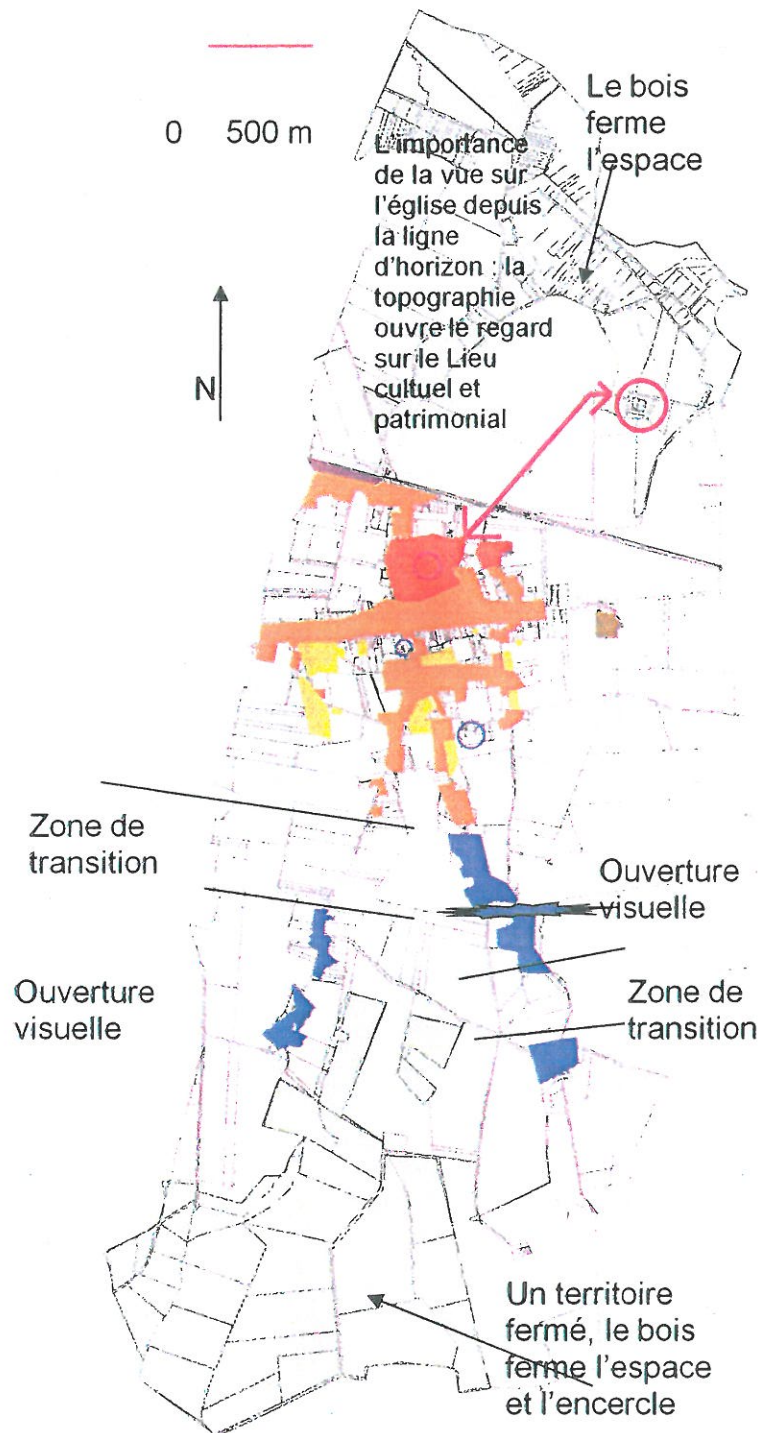 0 500 m
Le bois
ferme
l'espace
L'importance
de la vue sur
l'église depuis
la ligne
d'horizon : la
topographie
ouvre le regard
sur le Lieu
cultuel et
patrimonial
N
Zone de
transition
Ouverture
visuelle
Ouverture
visuelle
Zone de
transition
Un territoire
fermé, le bois
ferme l'espace
et l'encercle